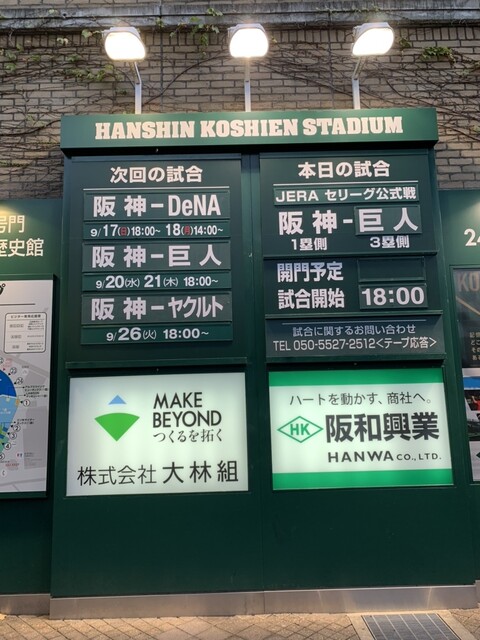 HANSHIN KOSHIEN STADIUM
次回の試合
阪神-DeNA
9/17(日)18:00~ 18(月)14:00~
阪神-巨人
9/20(水) 21(木) 18:00~
阪神-ヤクルト
9/26(火) 18:00~
本日の試合
JERA セリーグ公式戦
阪神-巨人
1塁側 3塁側
開門予定
試合開始 18:00
試合に関するお問い合わせ
TEL 050-5527-2512<テープ応答>
MAKE
BEYOND
つくるを拓く
株式会社 大林組
ハートを動かす、商社へ。
HK 阪和興業
HANWA CO., LTD.
号門
歴史館
24